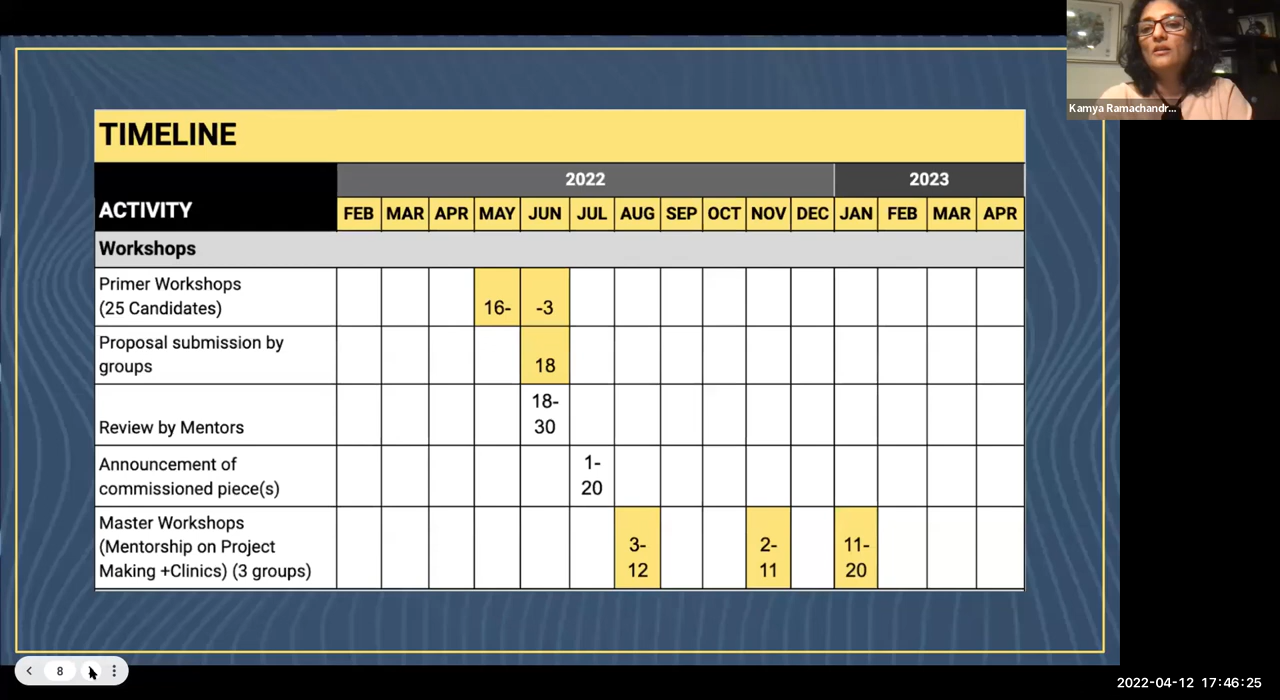 Kamya Ramachandr...
TIMELINE
2022 2023
ACTIVITY FEB MAR APR MAY JUN JUL AUG SEP OCT NOV DEC JAN FEB MAR APR
Workshops
Primer Workshops
(25 Candidates) 16- -3
Proposal submission by
groups 18
18-
Review by Mentors 30
Announcement of 1-
commissioned piece(s) 20
Master Workshops
(Mentorship on Project 3- 2- 11-
Making +Clinics) (3 groups) 12 11 20
8
2022-04-12 17:46:25